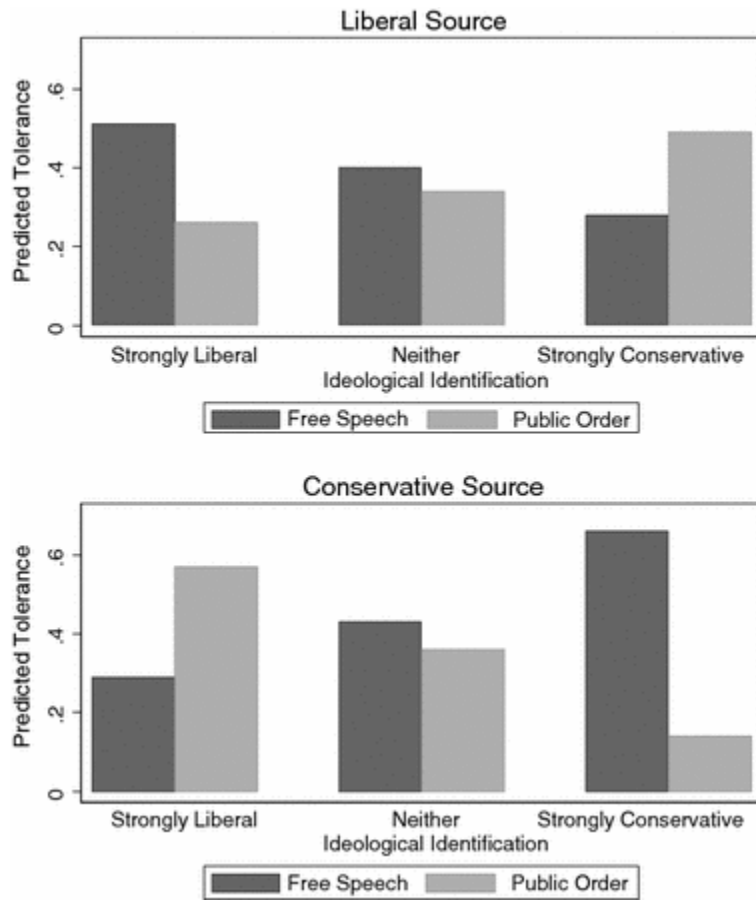 Liberal Source
Predicted Tolerance
.6
.4
.2
0
Strongly Liberal Neither Strongly Conservative
Ideological Identification
Free Speech Public Order
Conservative Source
Predicted Tolerance
.6
.4
.2
0
Strongly Liberal Neither Strongly Conservative
Ideological Identification
Free Speech Public Order